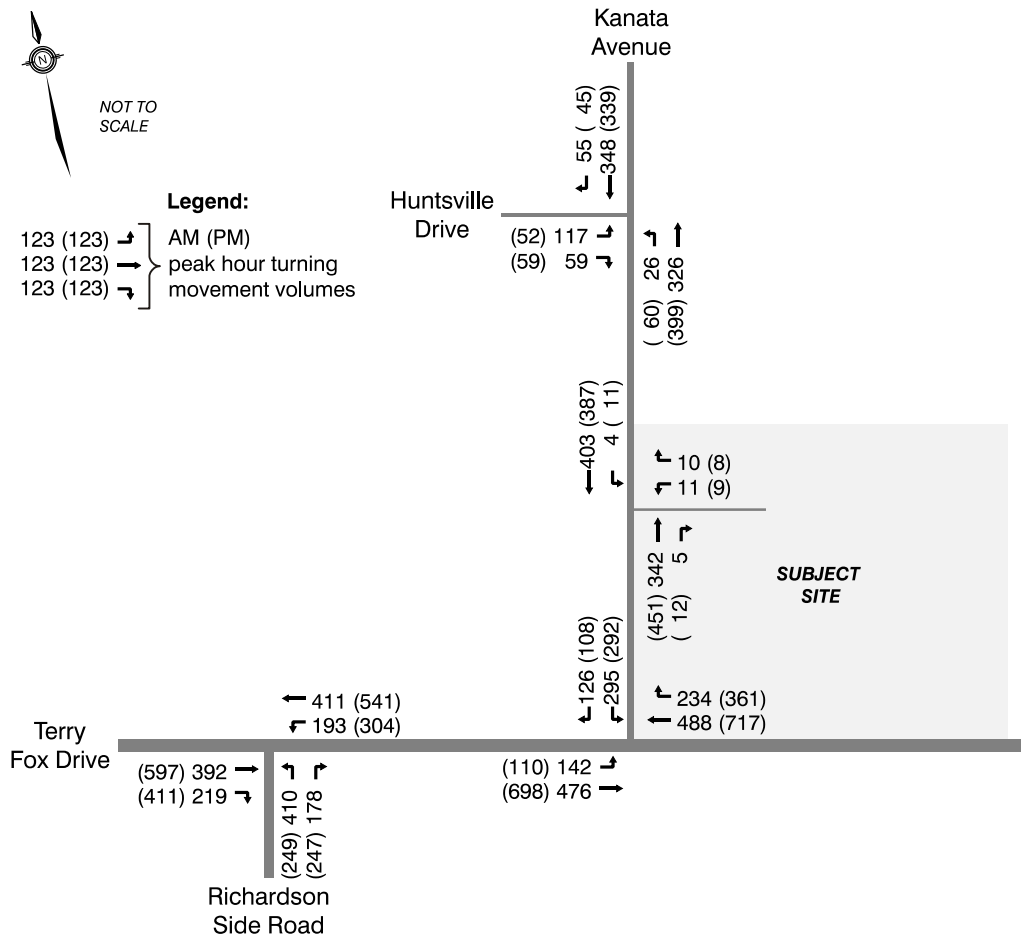 Kanata
Avenue
N
NOT TO
SCALE
55 ( 45)
348 (339)
Legend:
123 (123)
123 (123)
123 (123)
AM (PM)
peak hour turning
movement volumes
Huntsville
Drive
(52) 117
(59) 59
( 60) 26
(399) 326
403 (387)
4 ( 11)
10 (8)
11 (9)
(451) 342
( 12) 5
SUBJECT
SITE
126 (108)
295 (292)
234 (361)
488 (717)
411 (541)
193 (304)
Terry
Fox Drive
(597) 392
(411) 219
(249) 410
(247) 178
(110) 142
(698) 476
Richardson
Side Road